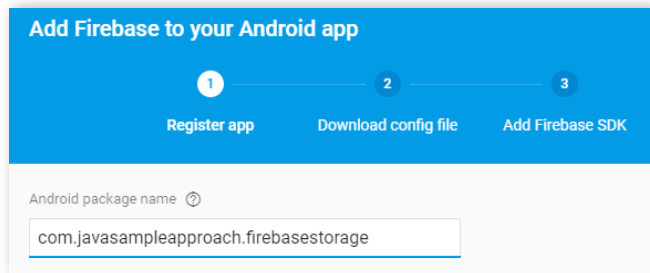 Add Firebase to your Android app
1 2 3
Register app Download config file Add Firebase SDK
Android package name ?
com.javasampleapproach.firebasestorage